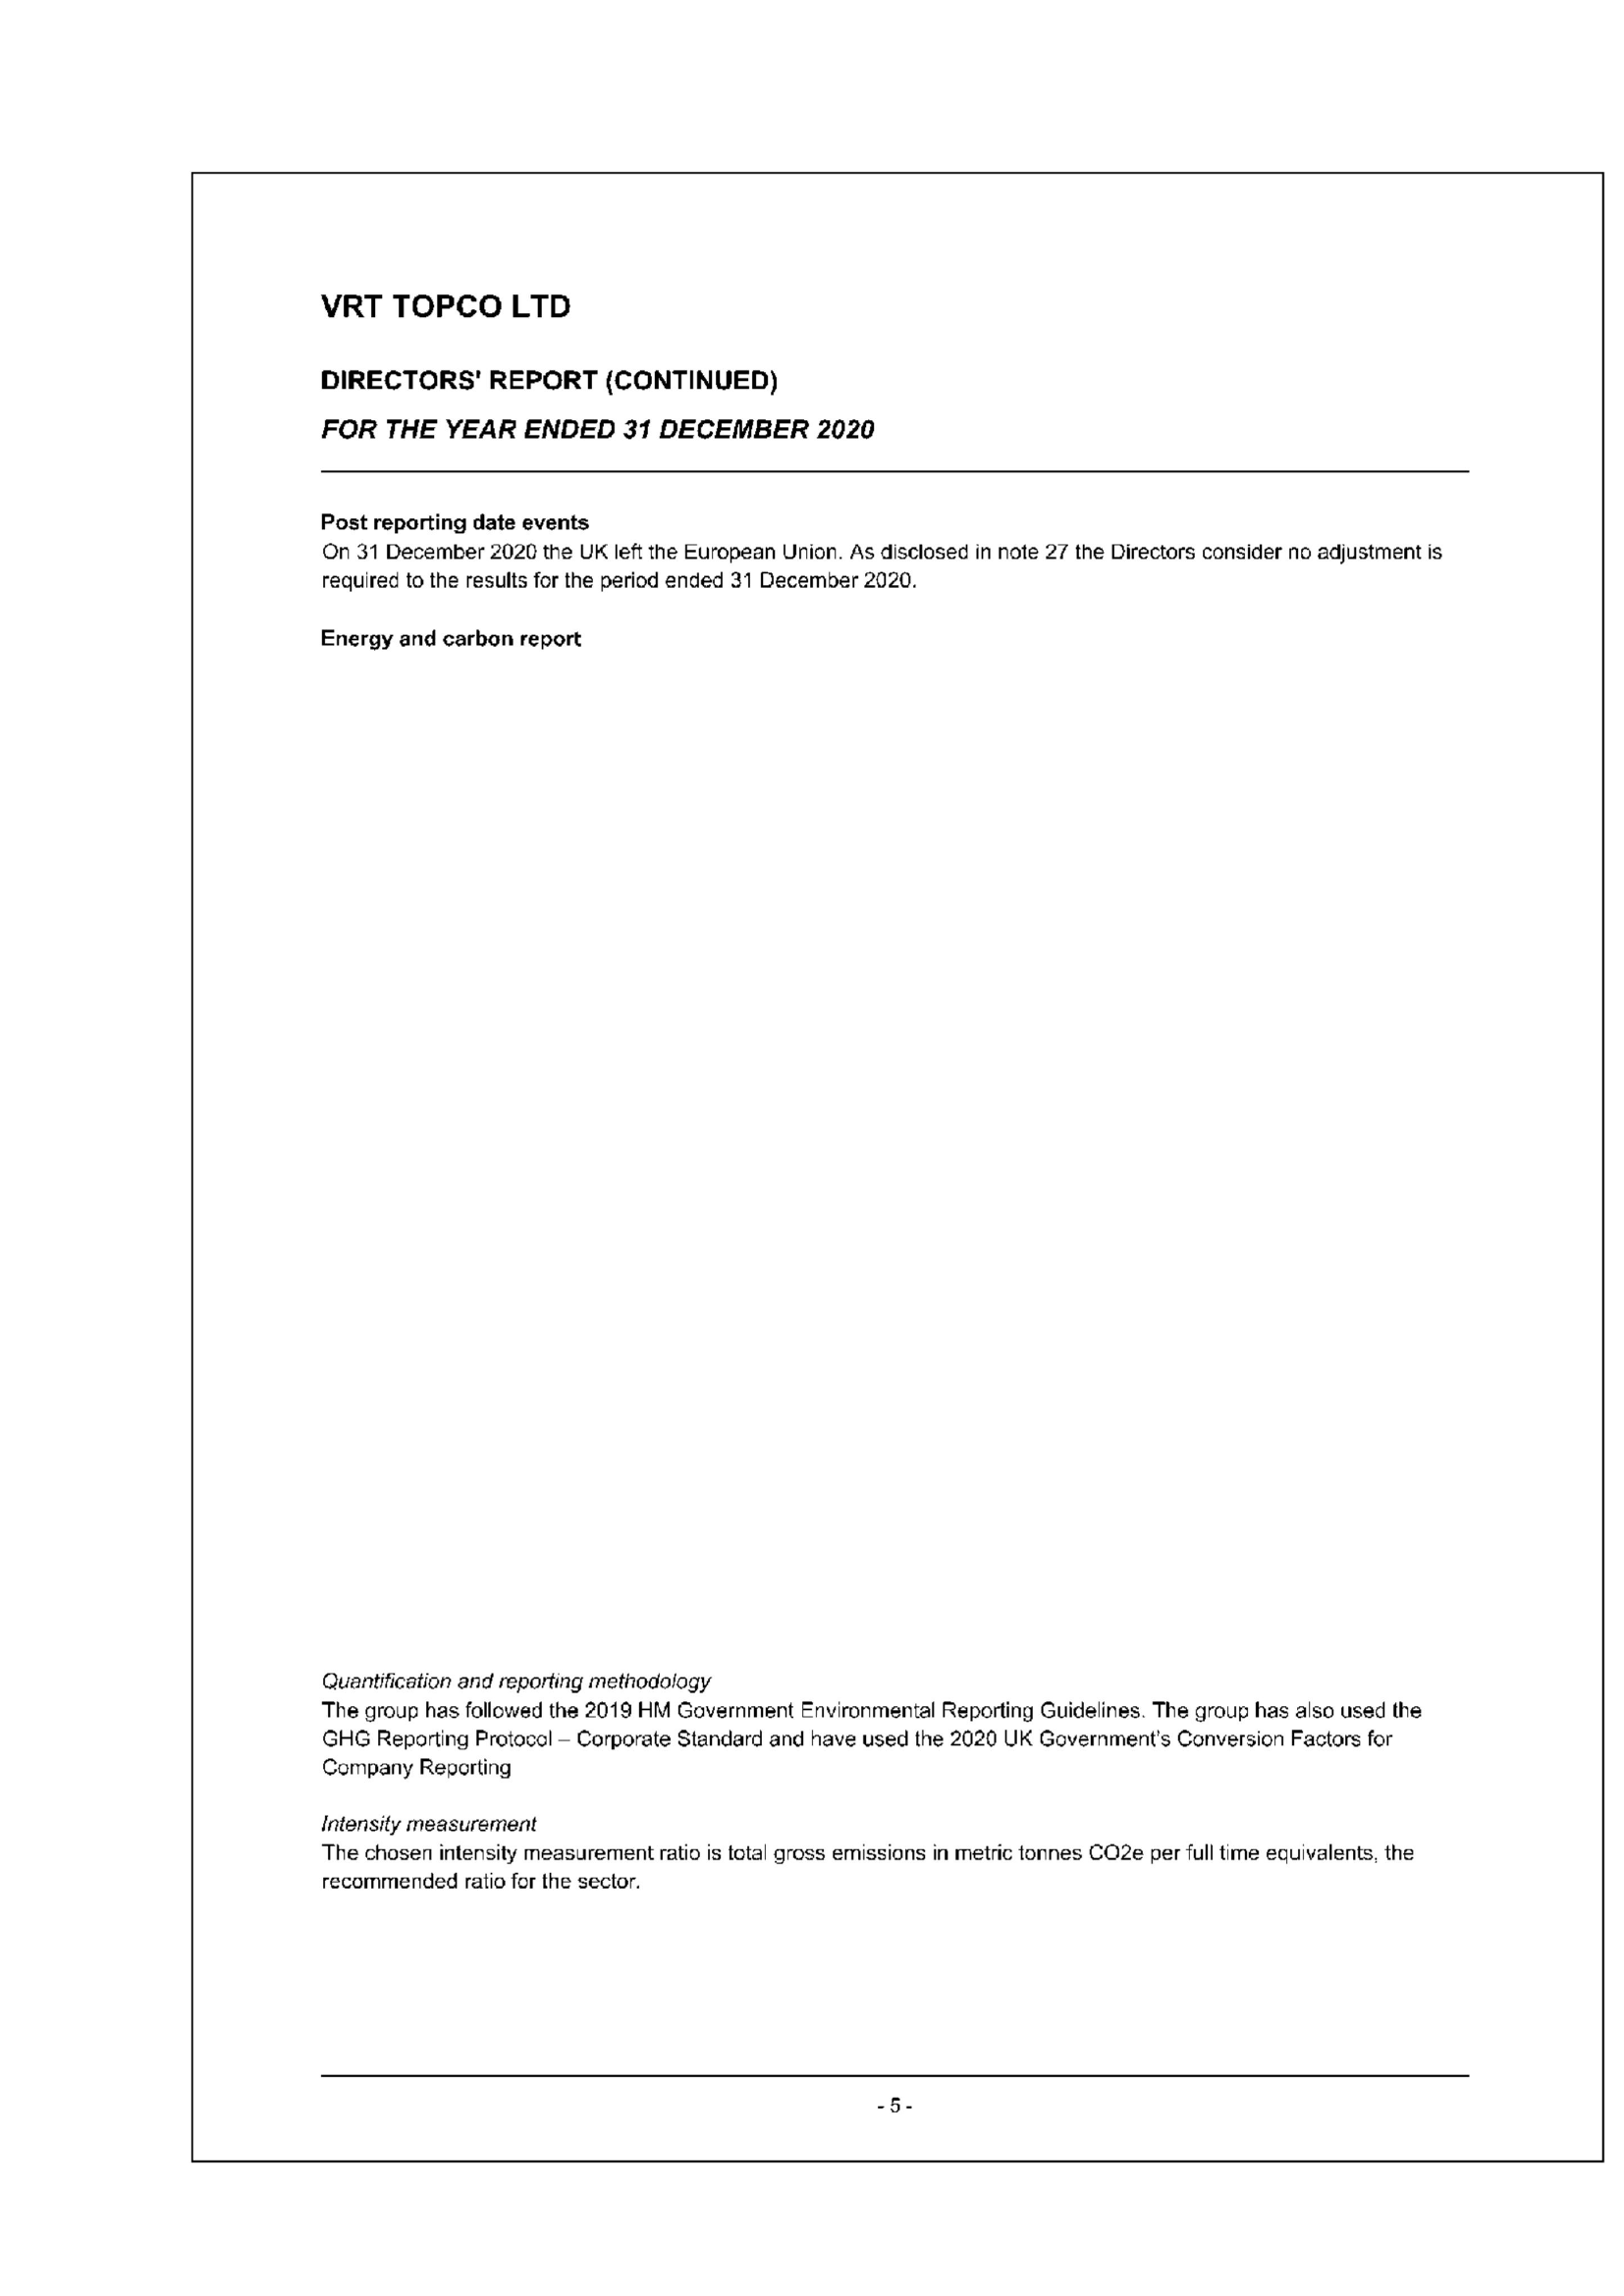 VRT TOPCO LTD
DIRECTORS' REPORT (CONTINUED)
FOR THE YEAR ENDED 31 DECEMBER 2020
Post reporting date events
On 31 December 2020 the UK left the European Union. As disclosed in note 27 the Directors consider no adjustment is
required to the results for the period ended 31 December 2020.
Energy and carbon report
Quantification and reporting methodology
The group has followed the 2019 HM Government Environmental Reporting Guidelines. The group has also used the
GHG Reporting Protocol – Corporate Standard and have used the 2020 UK Government's Conversion Factors for
Company Reporting
Intensity measurement
The chosen intensity measurement ratio is total gross emissions in metric tonnes CO2e per full time equivalents, the
recommended ratio for the sector.
- 5 -